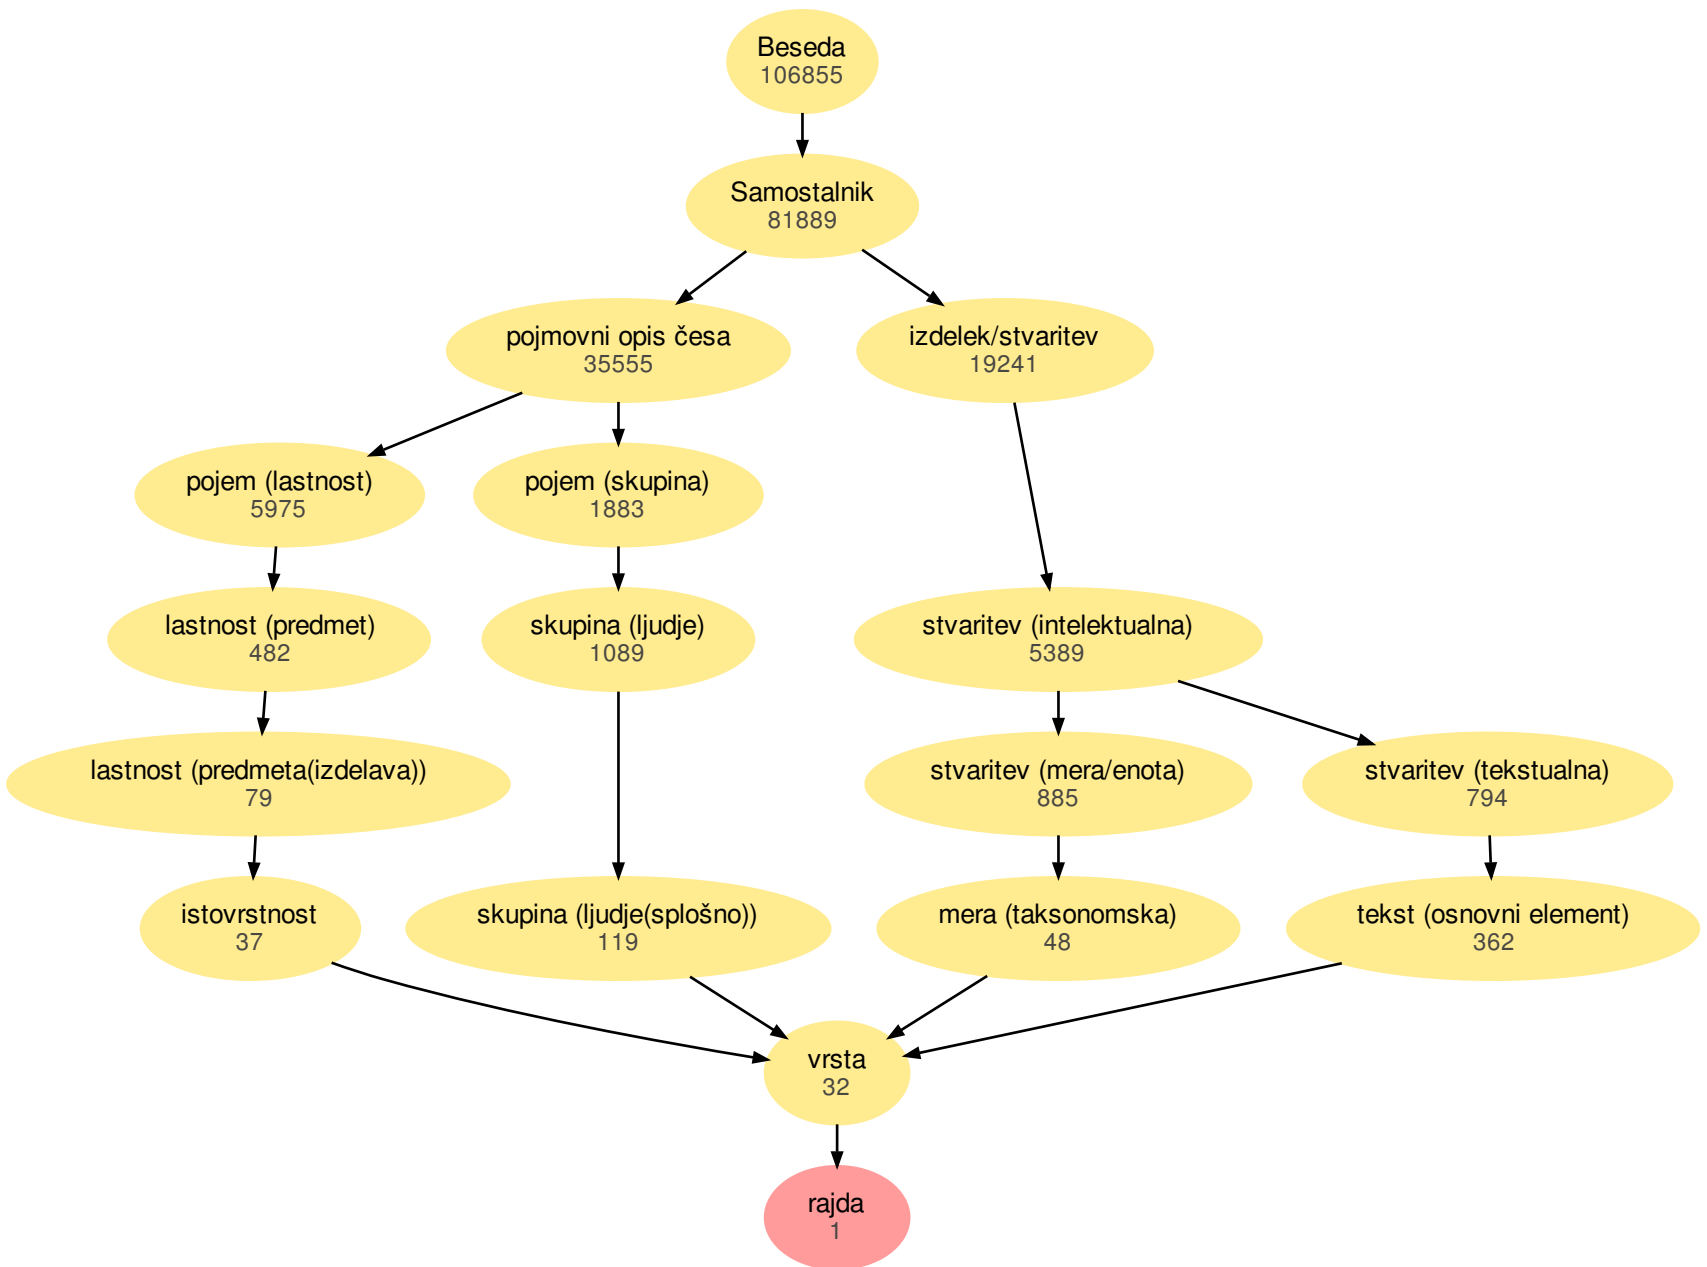 Beseda
106855
Samostalnik
81889
pojmovni opis česa
35555
izdelek/stvaritev
19241
pojem (lastnost)
5975
pojem (skupina)
1883
lastnost (predmet)
482
skupina (ljudje)
1089
stvaritev (intelektualna)
5389
lastnost (predmeta(izdelava))
79
stvaritev (mera/enota)
885
stvaritev (tekstualna)
794
istovrstnost
37
skupina (ljudje(splošno))
119
mera (taksonomska)
48
tekst (osnovni element)
362
vrsta
32
rajda
1